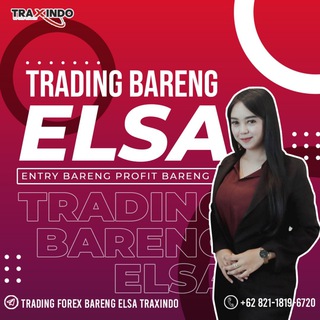 TRAXINDO
TRADING BARENG
ELSA
ENTRY BARENG PROFIT BARENG
TRADING
BARENG
ELSA
TRADING FOREX BARENG ELSA TRAXINDO
+62 821-1819-6720